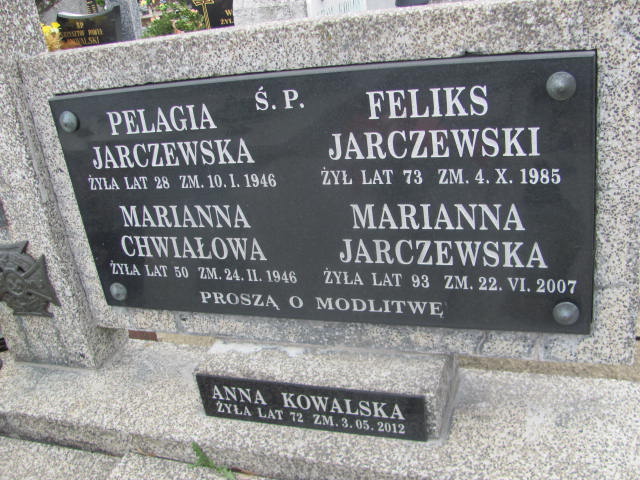 Ś. P.
PELAGIA
JARCZEWSKA
ŻYŁA LAT 28 ZM. 10. I. 1946
FELIKS
JARCZEWSKI
ŻYŁ LAT 73 ZM. 4. X. 1985
MARIANNA
CHWIAŁOWA
ŻYŁA LAT 50 ZM. 24. II. 1946
MARIANNA
JARCZEWSKA
ŻYŁA LAT 93 ZM. 22. VI. 2007
PROSZĄ O MODLITWĘ
ANNA KOWALSKA
ŻYŁA LAT 72 ZM. 3. 05. 2012